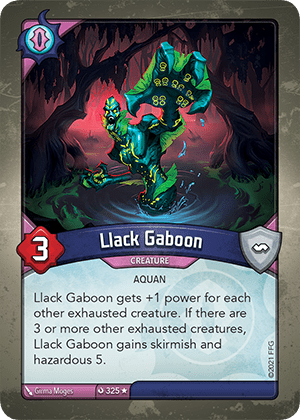 Llack Gaboon
3
CREATURE
AQUAN
Llack Gaboon gets +1 power for each
other exhausted creature. If there are
3 or more other exhausted creatures,
Llack Gaboon gains skirmish and
hazardous 5.
©2021 FFG
Girma Moges
325